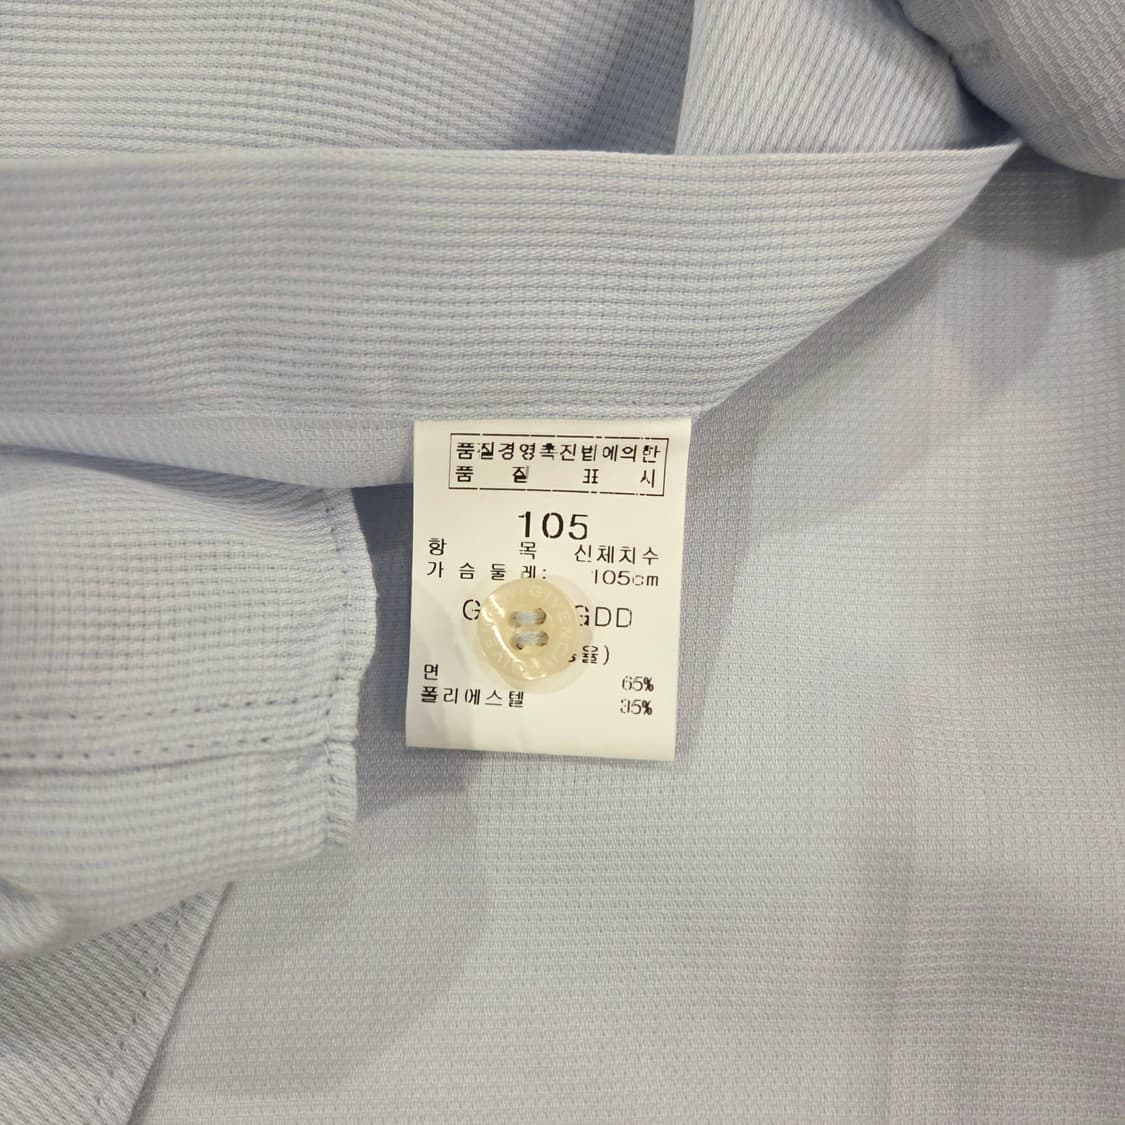 품질경영촉진법에의한
품 질 표 시
105
항 목 신체치수
가 슴 둘 레: 105cm
면 65%
폴리에스텔 35%